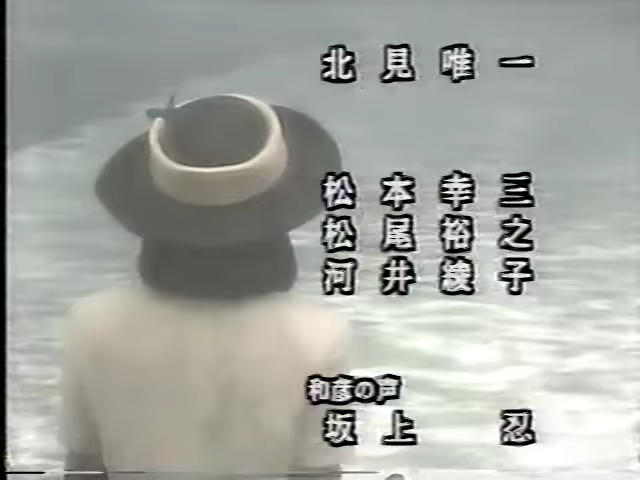 北見唯一
松本幸三
松尾裕之
河井綾子
和彦の声
坂上 忍